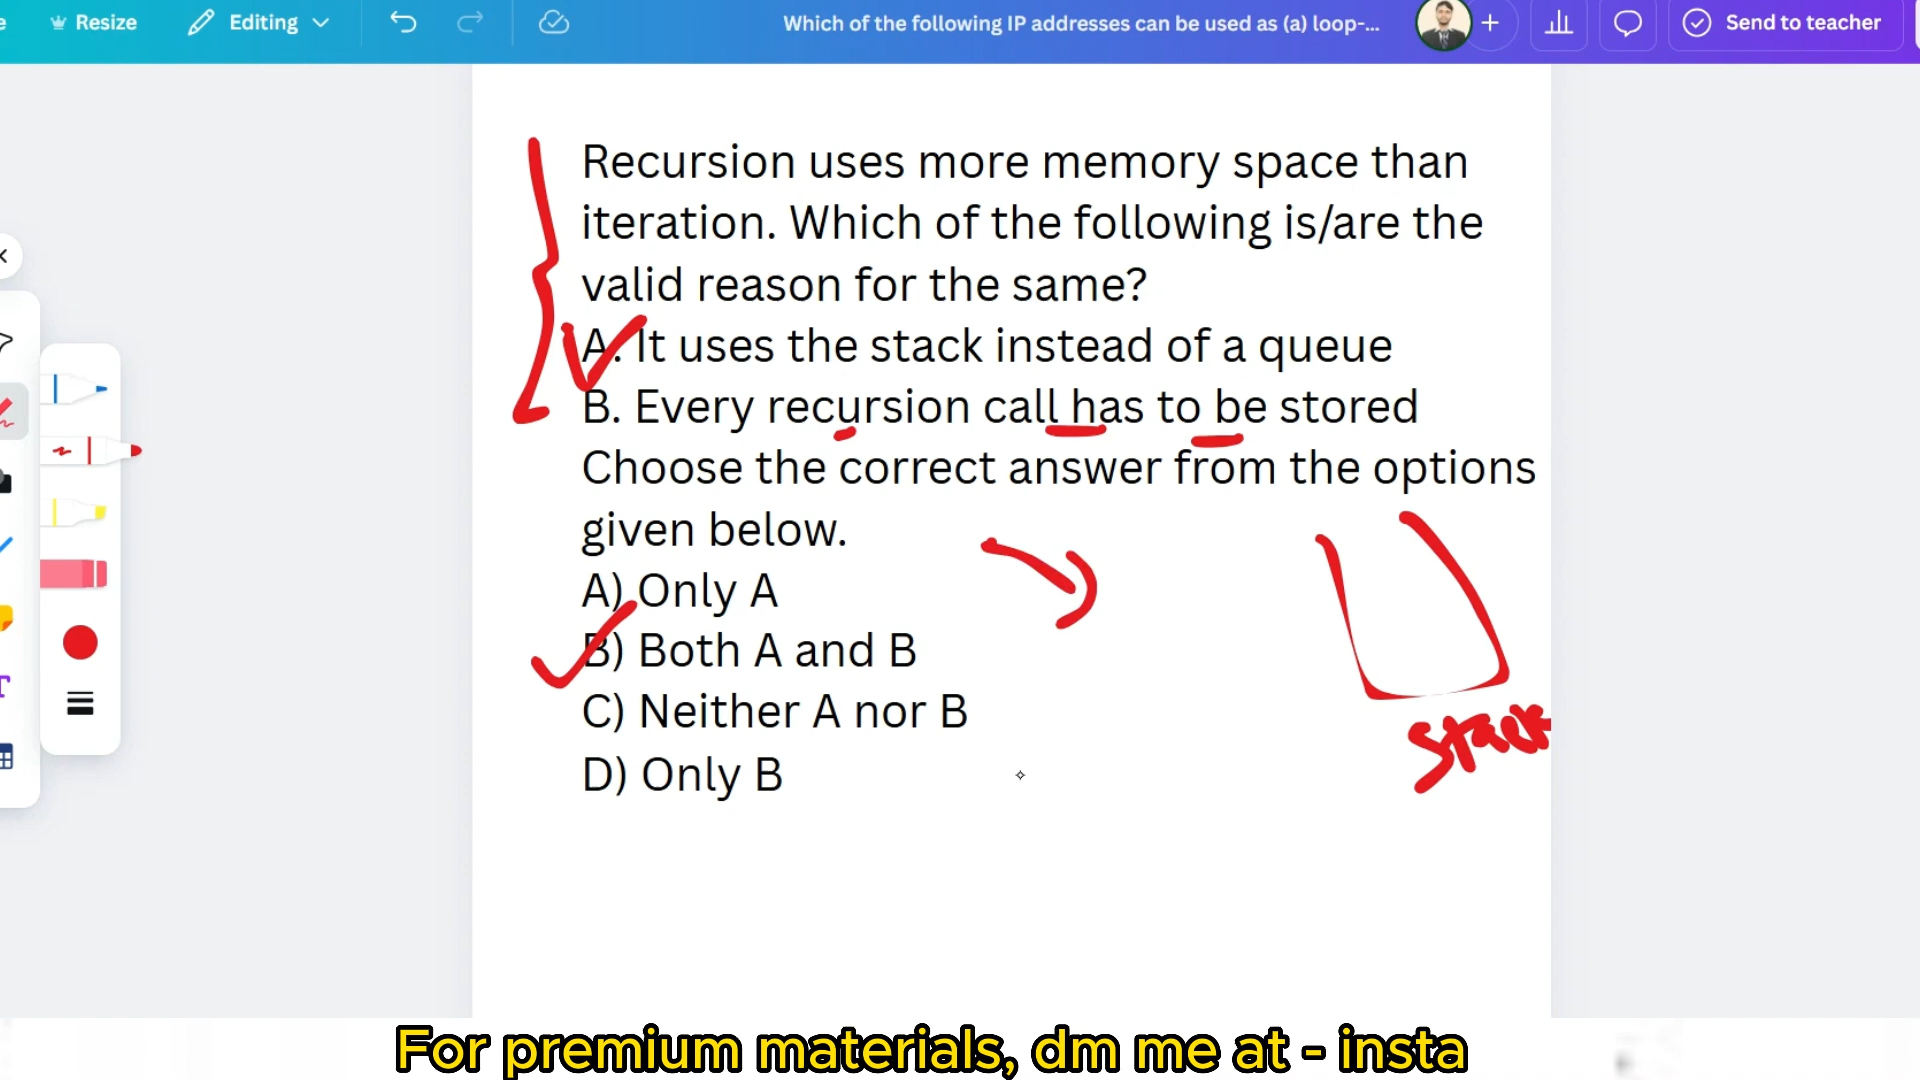 Resize
Editing
Which of the following IP addresses can be used as (a) loop-...
Send to teacher
Recursion uses more memory space than
iteration. Which of the following is/are the
valid reason for the same?
A. It uses the stack instead of a queue
B. Every recursion call has to be stored
Choose the correct answer from the options
given below.
A) Only A
B) Both A and B
C) Neither A nor B
D) Only B
Stack
For premium materials, dm me at - insta